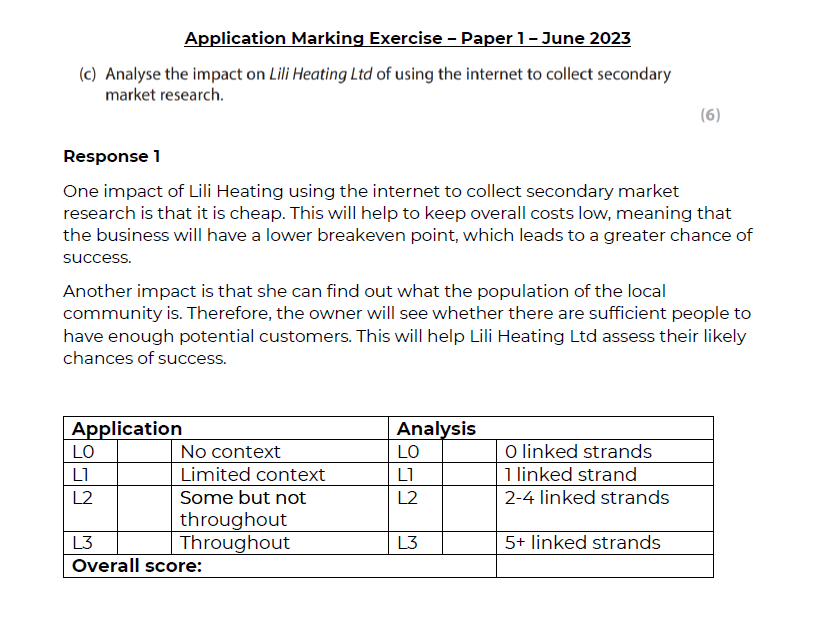 Application Marking Exercise – Paper 1 – June 2023
(c) Analyse the impact on Lili Heating Ltd of using the internet to collect secondary
market research.
(6)
Response 1
One impact of Lili Heating using the internet to collect secondary market
research is that it is cheap. This will help to keep overall costs low, meaning that
the business will have a lower breakeven point, which leads to a greater chance of
success.
Another impact is that she can find out what the population of the local
community is. Therefore, the owner will see whether there are sufficient people to
have enough potential customers. This will help Lili Heating Ltd assess their likely
chances of success.
Application Analysis
L0 No context L0 0 linked strands
L1 Limited context L1 1 linked strand
L2 Some but not L2 2-4 linked strands
throughout
L3 Throughout L3 5+ linked strands
Overall score: